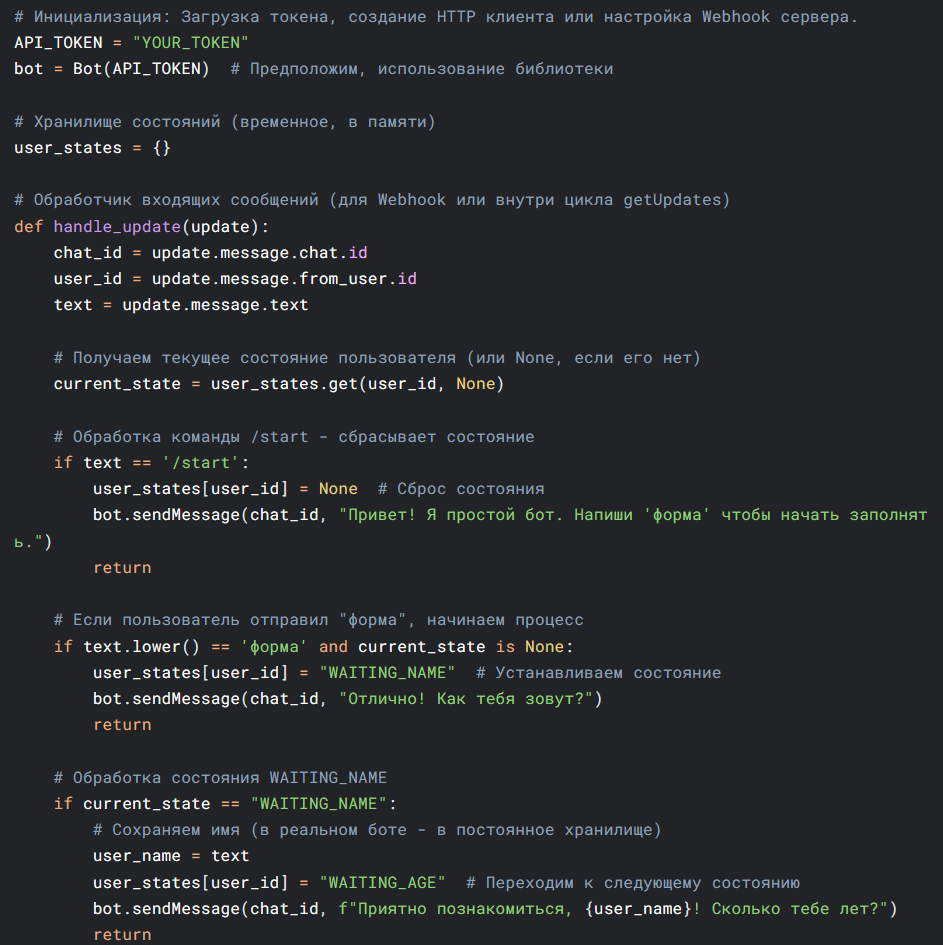 # Инициализация: Загрузка токена, создание HTTP клиента или настройка Webhook сервера.
API_TOKEN = "YOUR_TOKEN"
bot = Bot(API_TOKEN)  # Предположим, использование библиотеки

# Хранилище состояний (временное, в памяти)
user_states = {}

# Обработчик входящих сообщений (для Webhook или внутри цикла getUpdates)
def handle_update(update):
    chat_id = update.message.chat.id
    user_id = update.message.from_user.id
    text = update.message.text

    # Получаем текущее состояние пользователя (или None, если его нет)
    current_state = user_states.get(user_id, None)

    # Обработка команды /start - сбрасывает состояние
    if text == '/start':
        user_states[user_id] = None  # Сброс состояния
        bot.sendMessage(chat_id, "Привет! Я простой бот. Напиши 'форма' чтобы начать заполнят
ь.")
        return

    # Если пользователь отправил "форма", начинаем процесс
    if text.lower() == 'форма' and current_state is None:
        user_states[user_id] = "WAITING_NAME"  # Устанавливаем состояние
        bot.sendMessage(chat_id, "Отлично! Как тебя зовут?")
        return

    # Обработка состояния WAITING_NAME
    if current_state == "WAITING_NAME":
        # Сохраняем имя (в реальном боте - в постоянное хранилище)
        user_name = text
        user_states[user_id] = "WAITING_AGE"  # Переходим к следующему состоянию
        bot.sendMessage(chat_id, f"Приятно познакомиться, {user_name}! Сколько тебе лет?")
        return